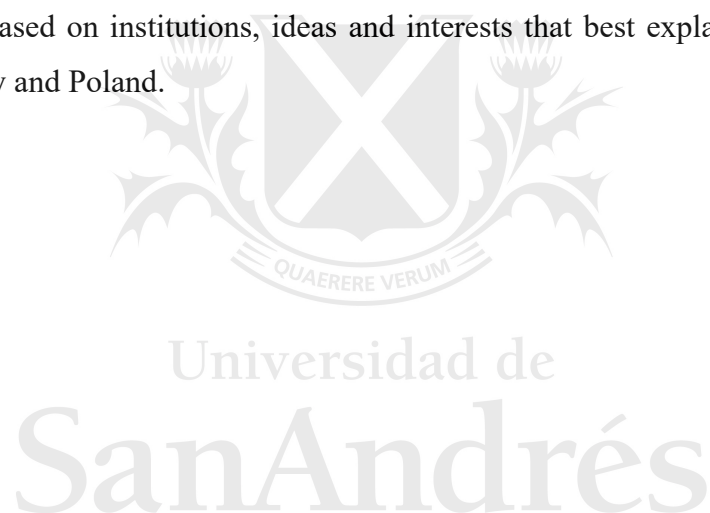 ased on institutions, ideas and interests that best expla
and Poland.
QUAERERE VERUM
Universidad de
SanAndrés